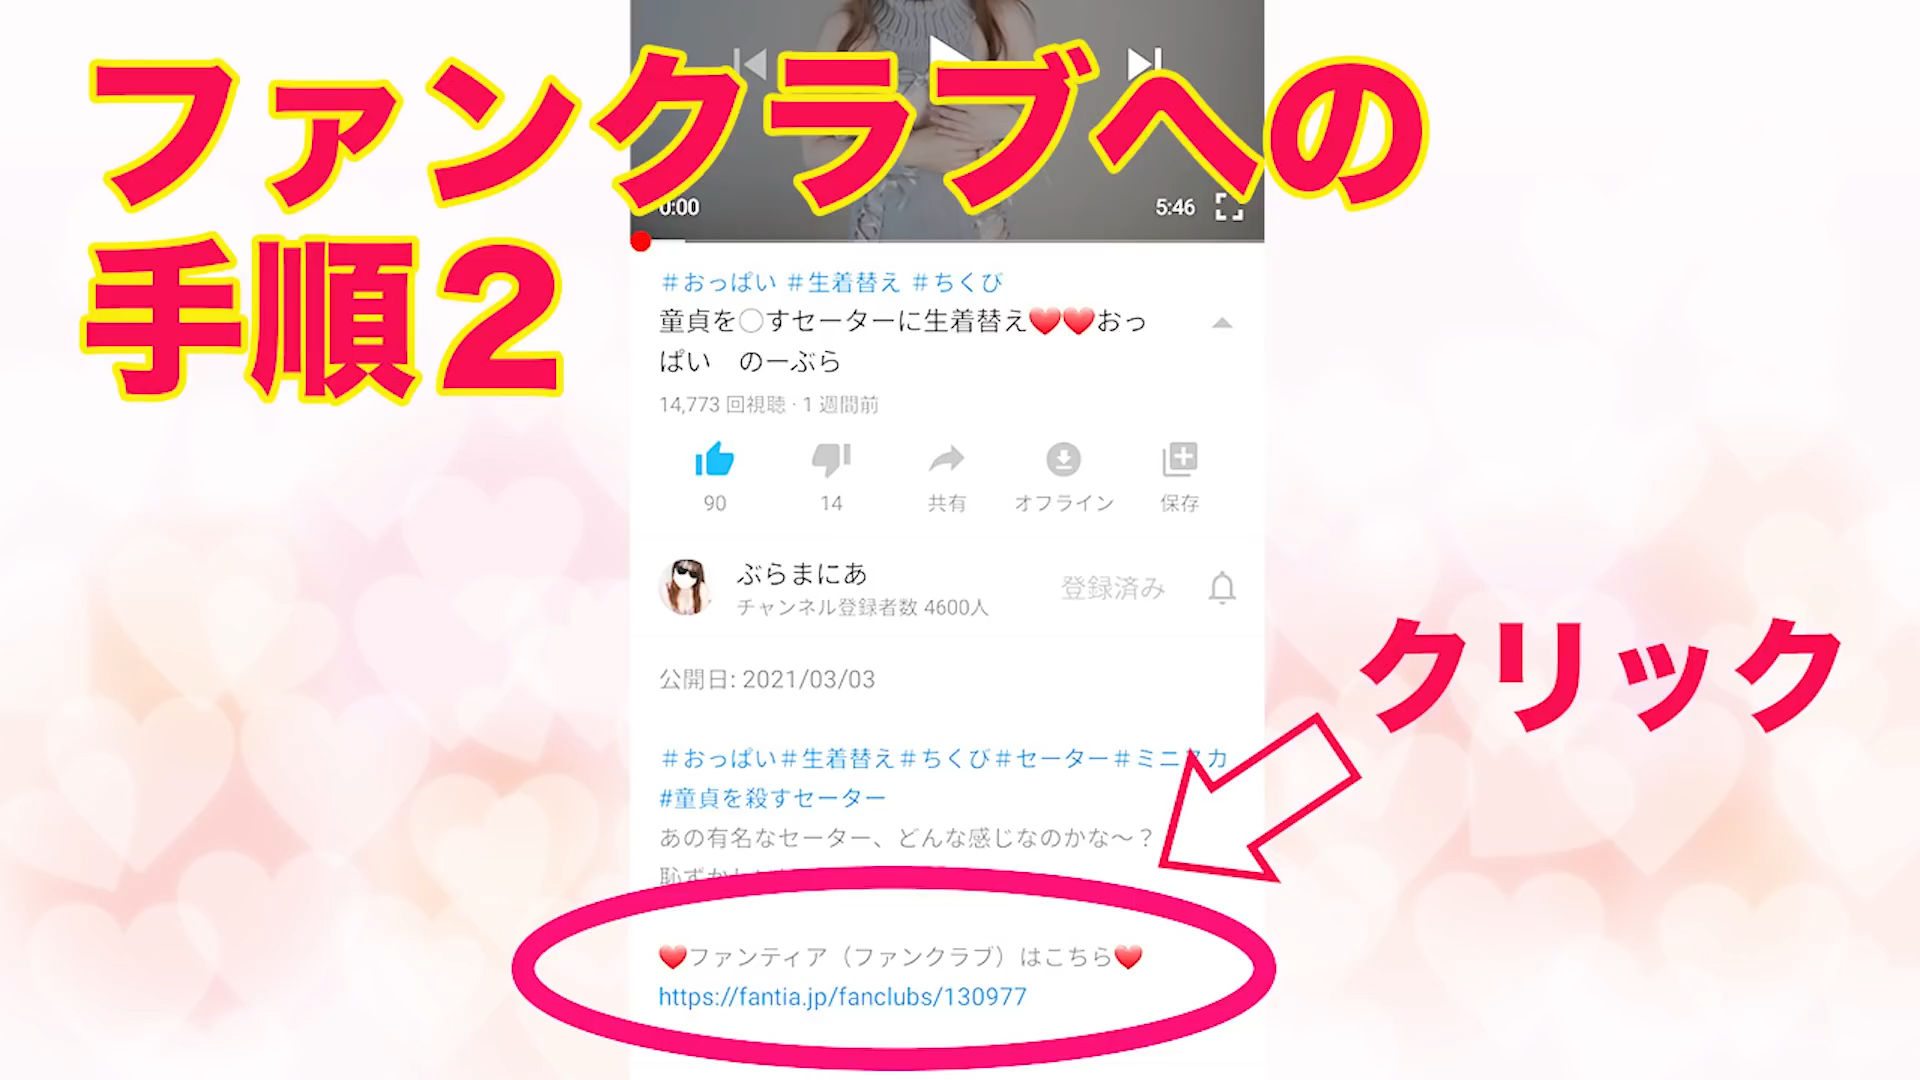 ファンクラブへの
手順２
0:00
5:46
＃おっぱい ＃生着替え ＃ちくび
童貞を◯すセーターに生着替え❤️❤️おっ
ぱい　のーぶら
14,773 回視聴 · 1 週間前
90
14
共有
オフライン
保存
ぶらまにあ
チャンネル登録者数 4600人
登録済み
公開日: 2021/03/03
クリック
＃おっぱい＃生着替え＃ちくび＃セーター＃ミニスカ
#童貞を殺すセーター
あの有名なセーター、どんな感じなのかな〜？
❤️ファンティア（ファンクラブ）はこちら❤️
https://fantia.jp/fanclubs/130977